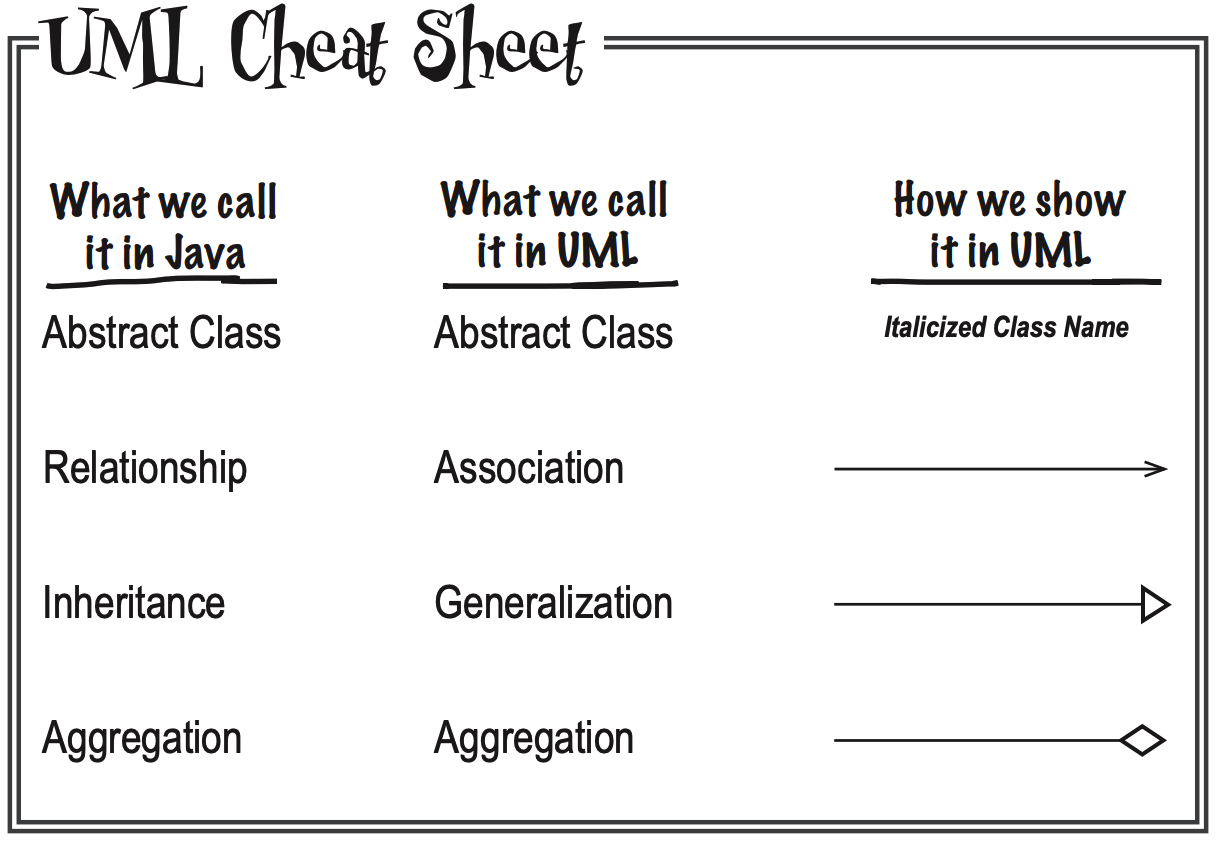 UML Cheat Sheet
What we call
it in Java
What we call
it in UML
How we show
it in UML
Abstract Class
Abstract Class
Italicized Class Name
Relationship
Association
Inheritance
Generalization
Aggregation
Aggregation